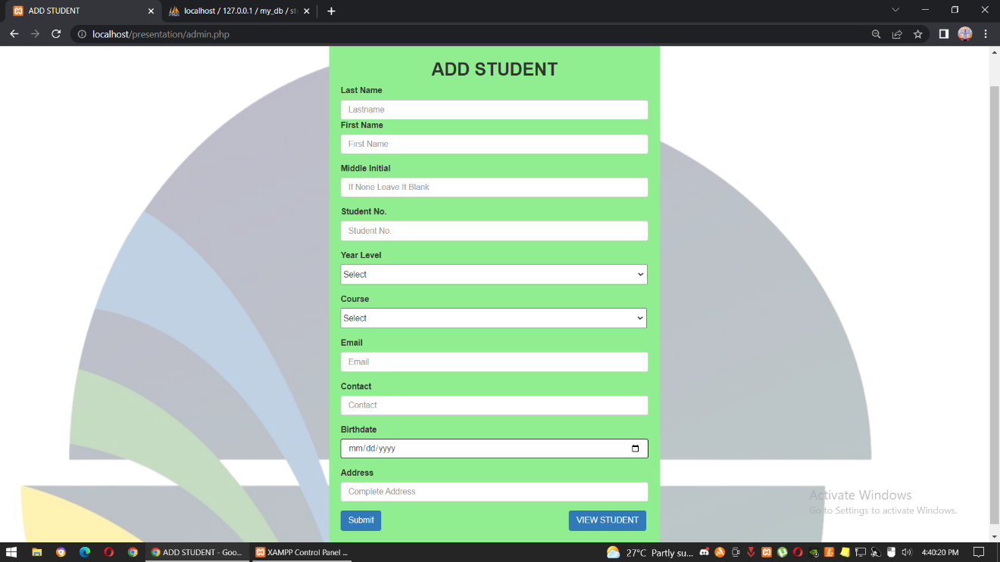 ADD STUDENT
localhost / 127.0.0.1 / my_db / st
localhost/presentation/admin.php
ADD STUDENT
Last Name
Lastname
First Name
First Name
Middle Initial
If None Leave It Blank
Student No.
Student No.
Year Level
Select
Course
Select
Email
Email
Contact
Contact
Birthdate
mm/dd/yyyy
Address
Complete Address
Submit
VIEW STUDENT
Activate Windows
Go to Settings to activate Windows.
ADD STUDENT - Goo...
XAMPP Control Panel ...
27°C Partly su...
4:40:20 PM